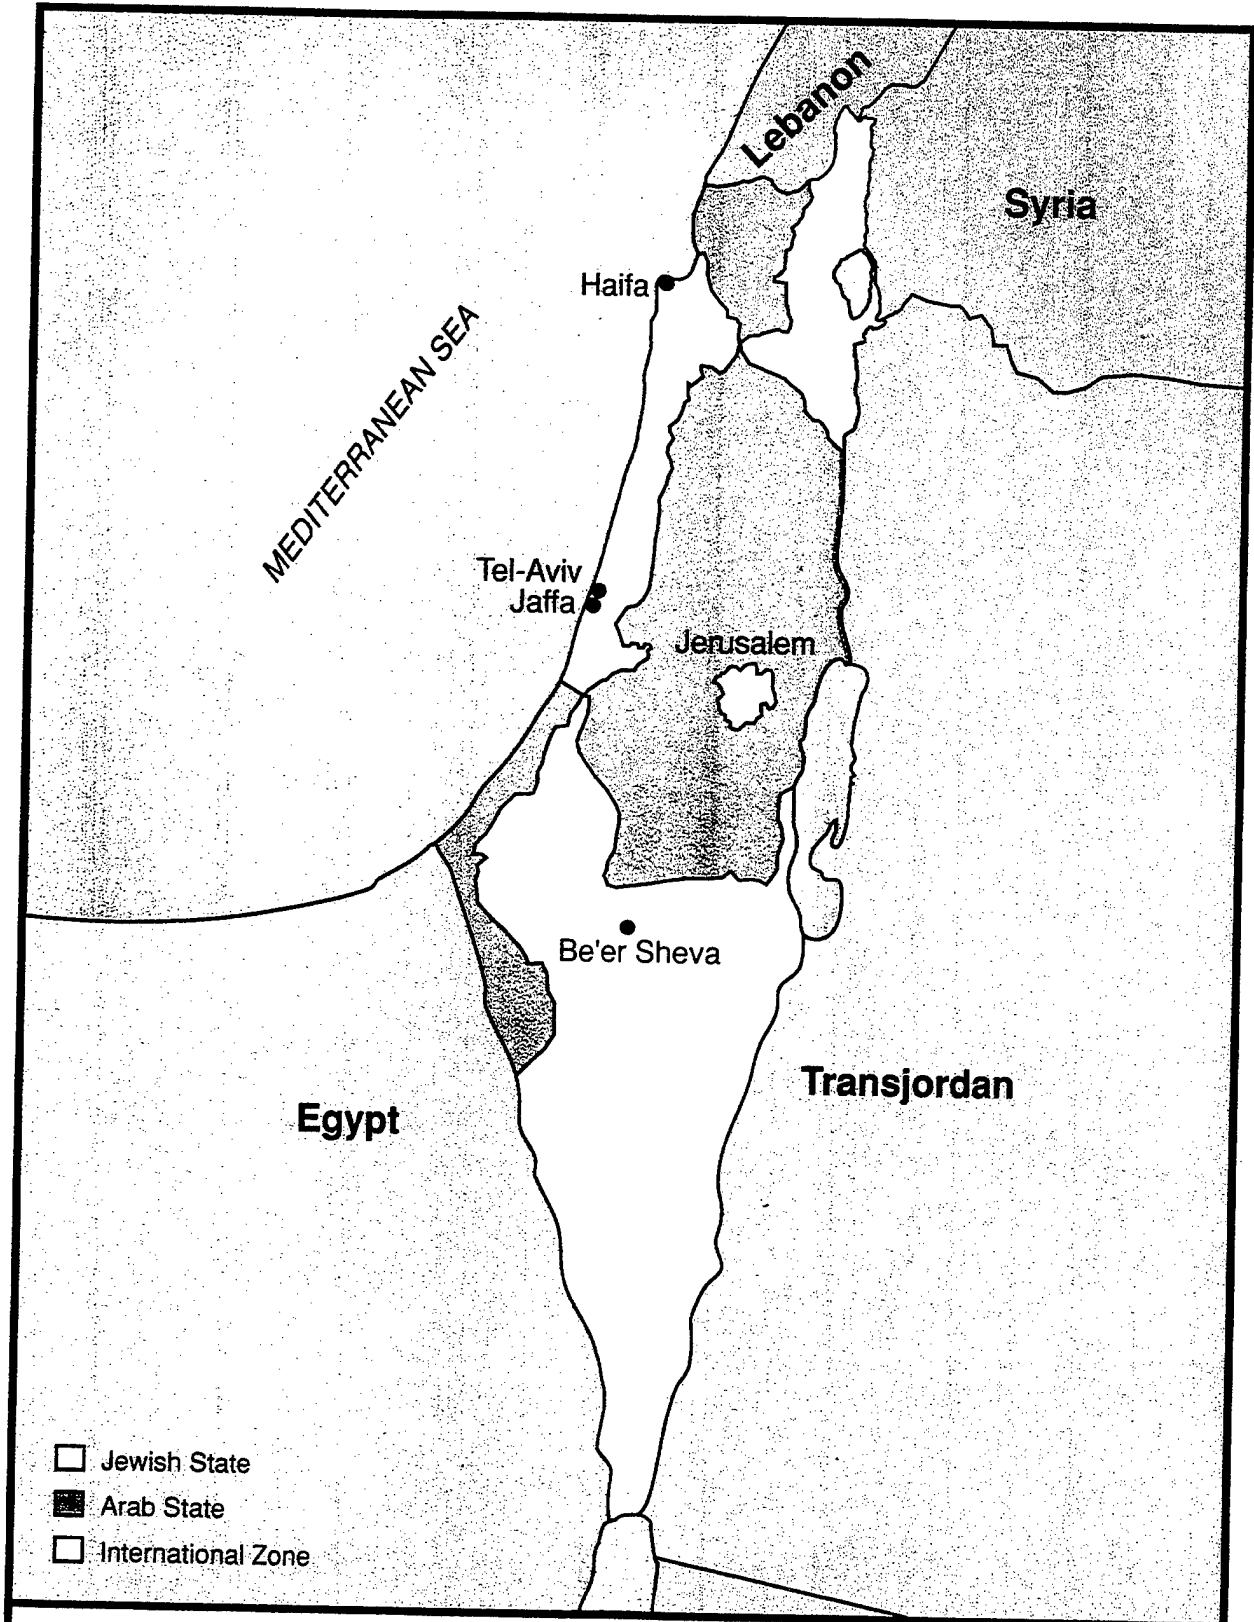 Lebanon
Syria
Haifa
MEDITERRANEAN SEA
Tel-Aviv
Jaffa
Jerusalem
Be'er Sheva
Transjordan
Egypt
Jewish State
Arab State
International Zone